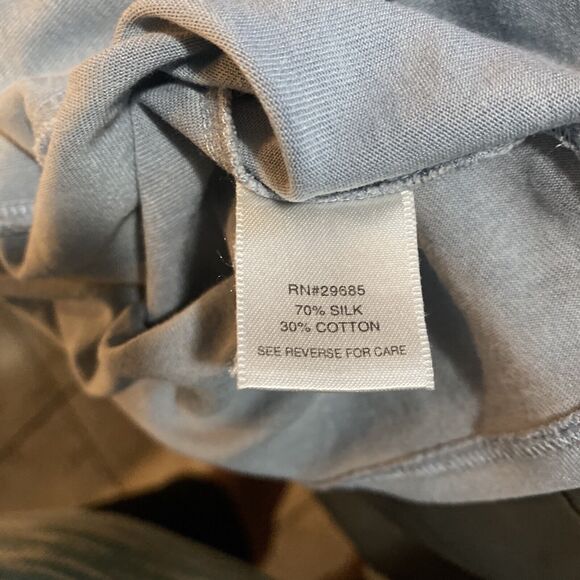 RN#29685
70% SILK
30% COTTON
SEE REVERSE FOR CARE